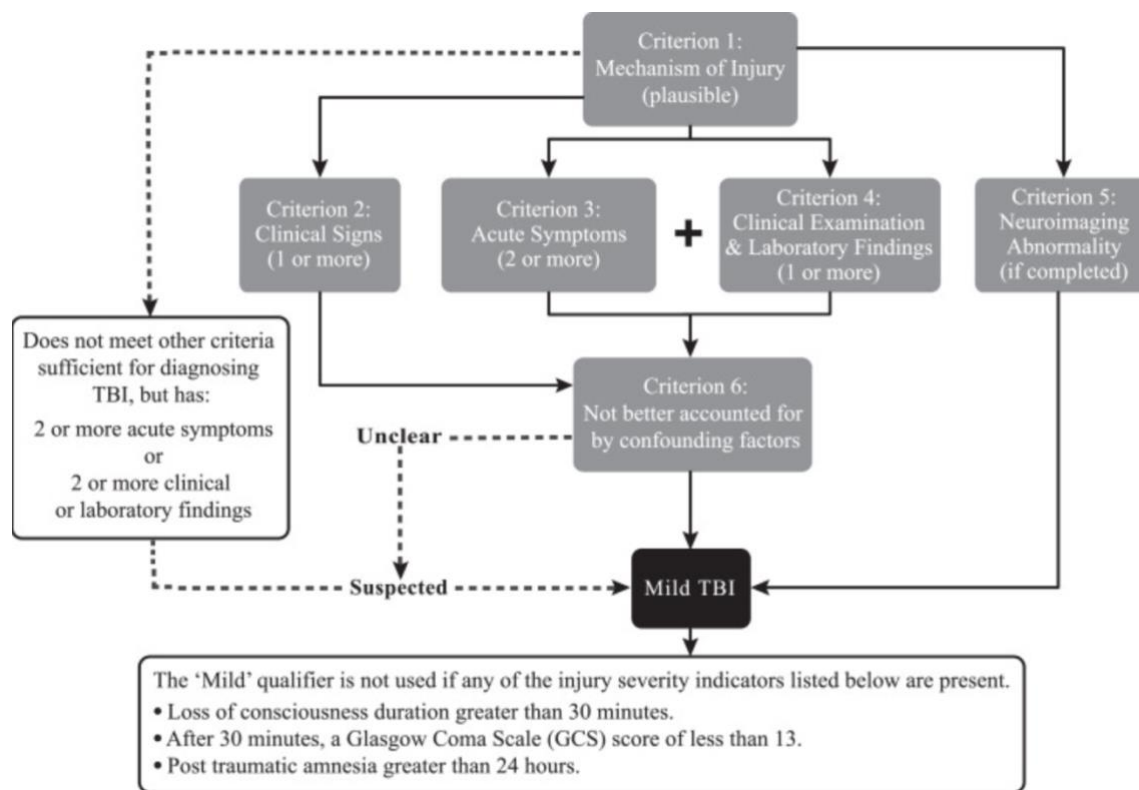 Criterion 1:
Mechanism of Injury
(plausible)
Criterion 2:
Clinical Signs
(1 or more)
Criterion 3:
Acute Symptoms
(2 or more)
+
Criterion 4:
Clinical Examination
& Laboratory Findings
(1 or more)
Criterion 5:
Neuroimaging
Abnormality
(if completed)
Does not meet other criteria
sufficient for diagnosing
TBI, but has:
2 or more acute symptoms
or
2 or more clinical
or laboratory findings
Criterion 6:
Not better accounted for
by confounding factors
Unclear
Suspected
Mild TBI
The ‘Mild’ qualifier is not used if any of the injury severity indicators listed below are present.
• Loss of consciousness duration greater than 30 minutes.
• After 30 minutes, a Glasgow Coma Scale (GCS) score of less than 13.
• Post traumatic amnesia greater than 24 hours.